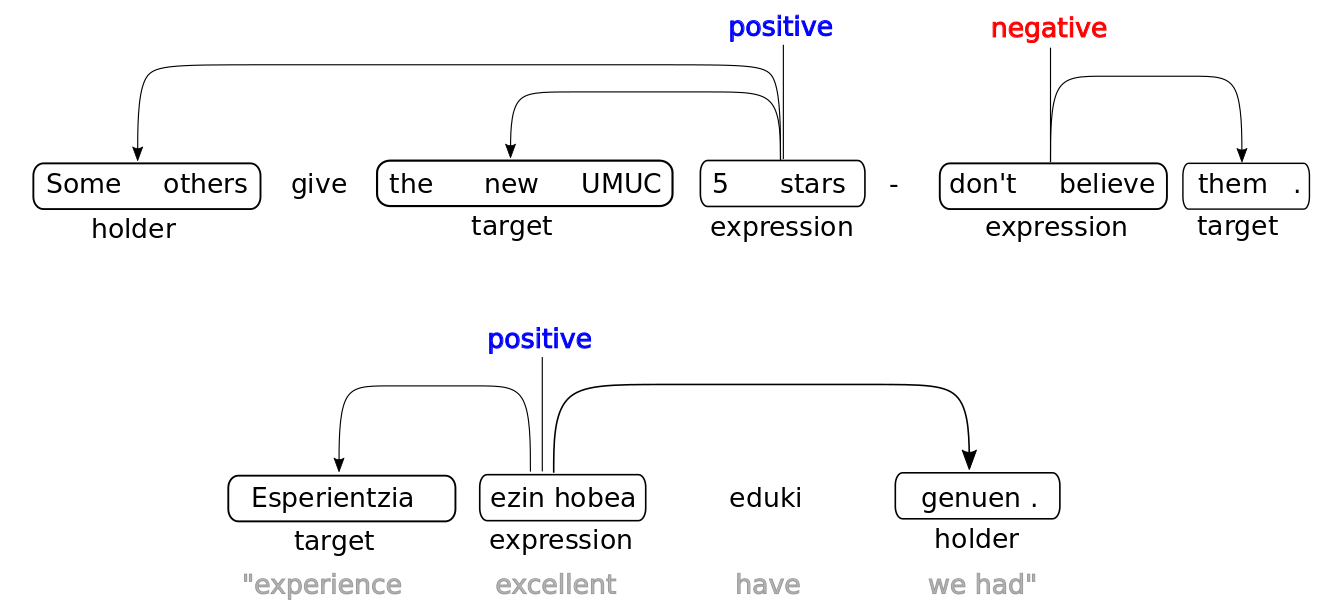 positive negative
Some others give the new UMUC 5 stars - don't believe them .
holder target expression expression target
positive
Esperientzia ezin hobea eduki genuen .
target expression holder
"experience excellent have we had"